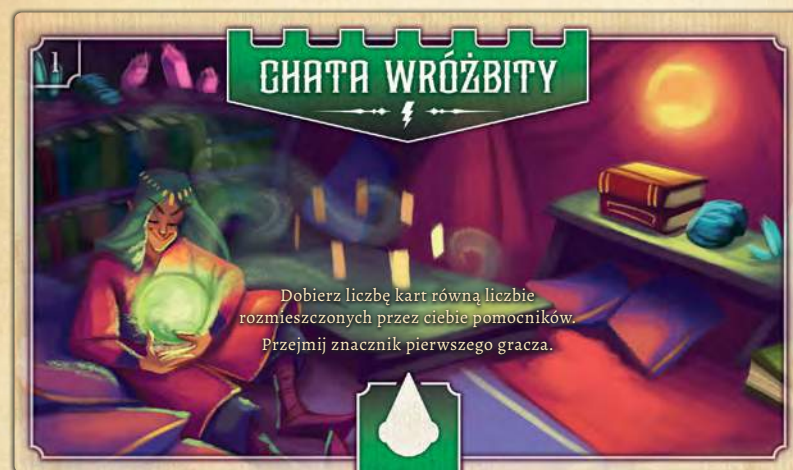 1
CHATA WRÓŻBITY
Dobierz liczbę kart równą liczbie
rozmieszczonych przez ciebie pomocników.
Przejmij znacznik pierwszego gracza.